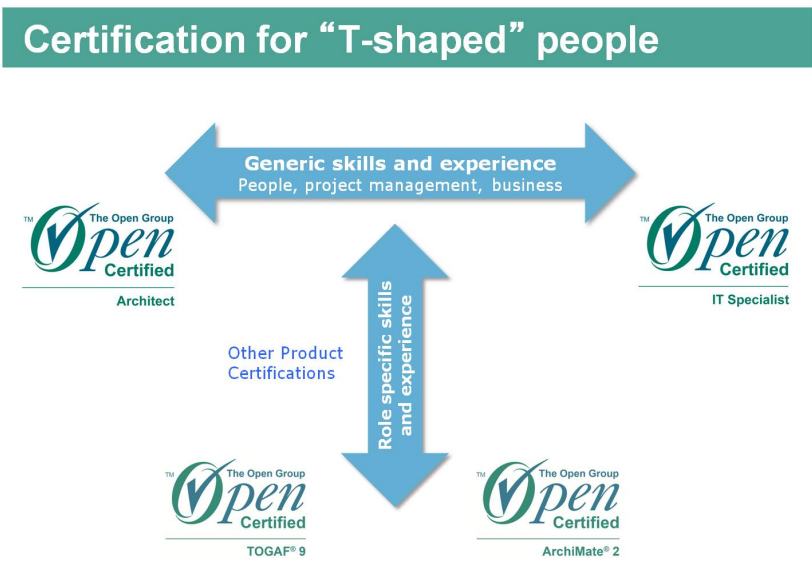 Certification for “T-shaped” people
Generic skills and experience
People, project management, business
TM
The Open Group
Open
Certified
Architect
TM
The Open Group
Open
Certified
IT Specialist
Role specific skills
and experience
Other Product
Certifications
TM
The Open Group
Open
Certified
TOGAF® 9
TM
The Open Group
Open
Certified
ArchiMate® 2